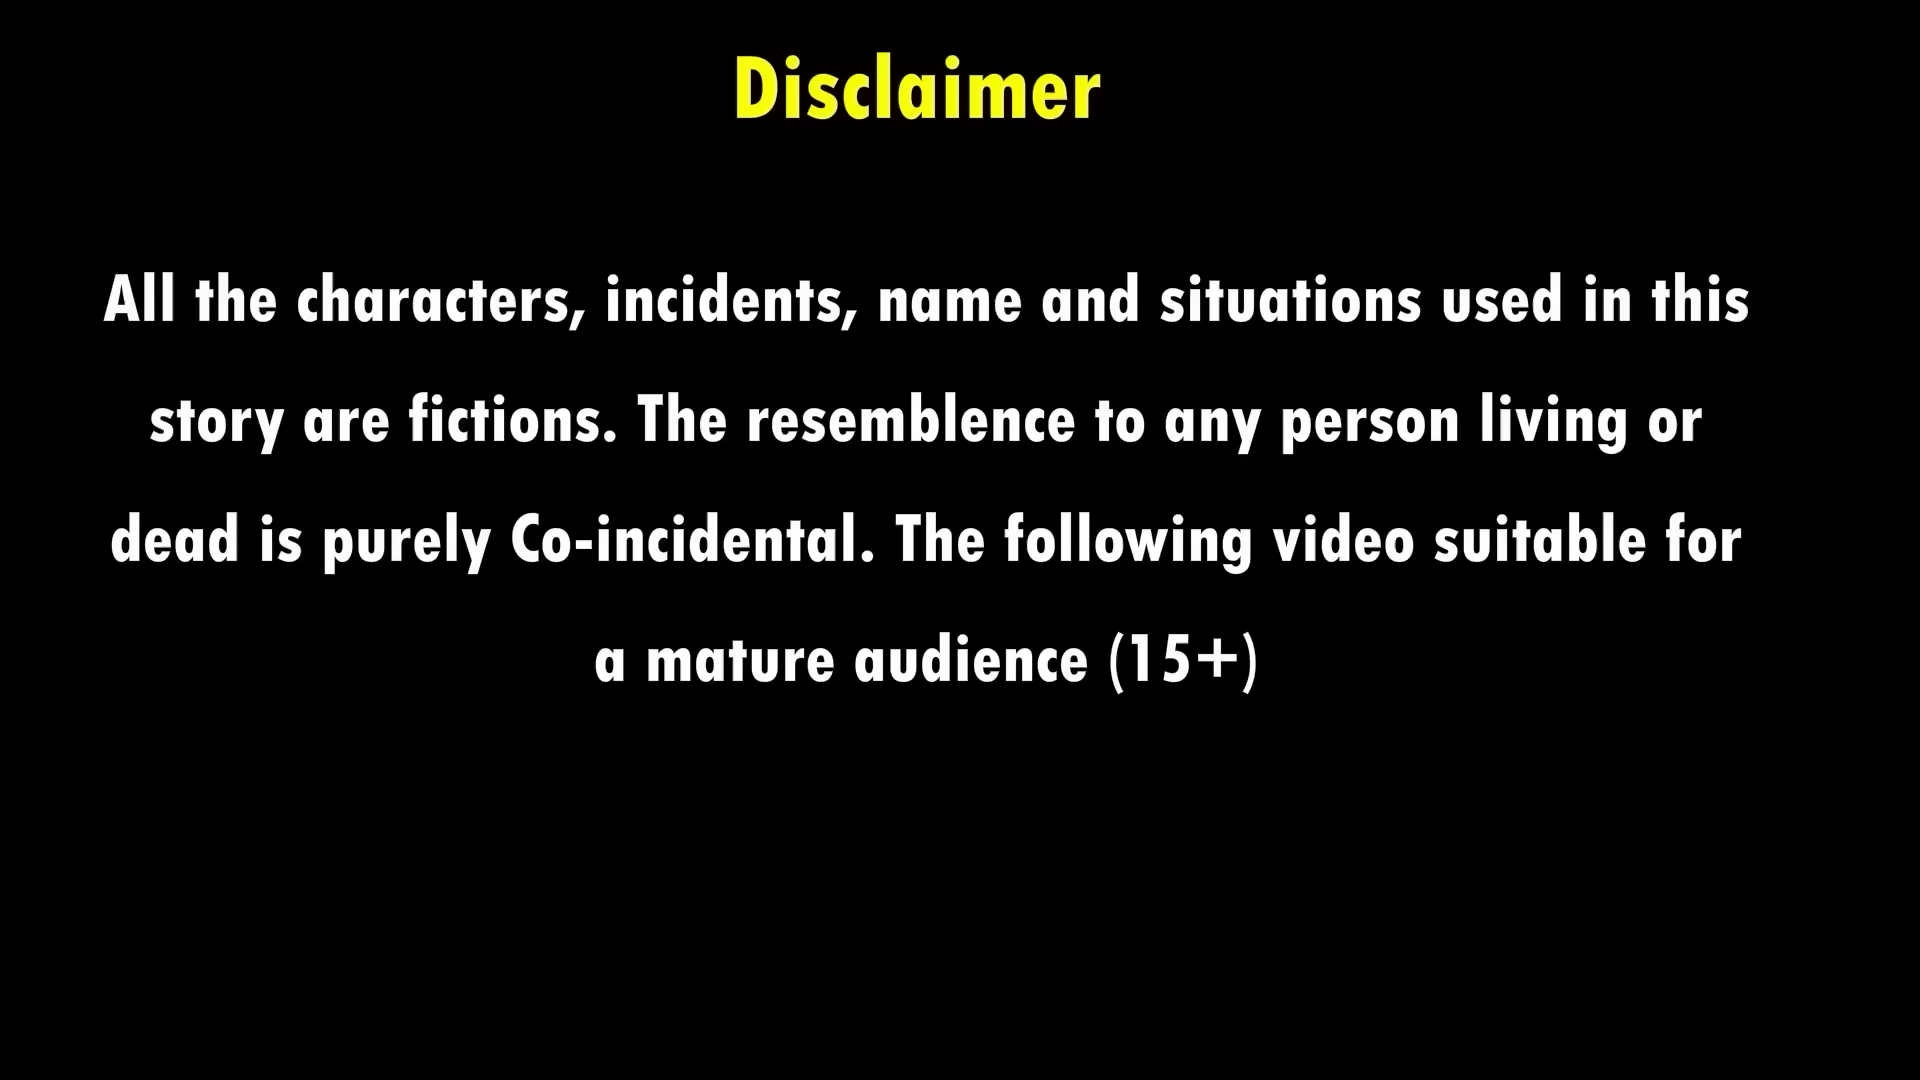 Disclaimer
All the characters, incidents, name and situations used in this
story are fictions. The resemblence to any person living or
dead is purely Co-incidental. The following video suitable for
a mature audience (15+)